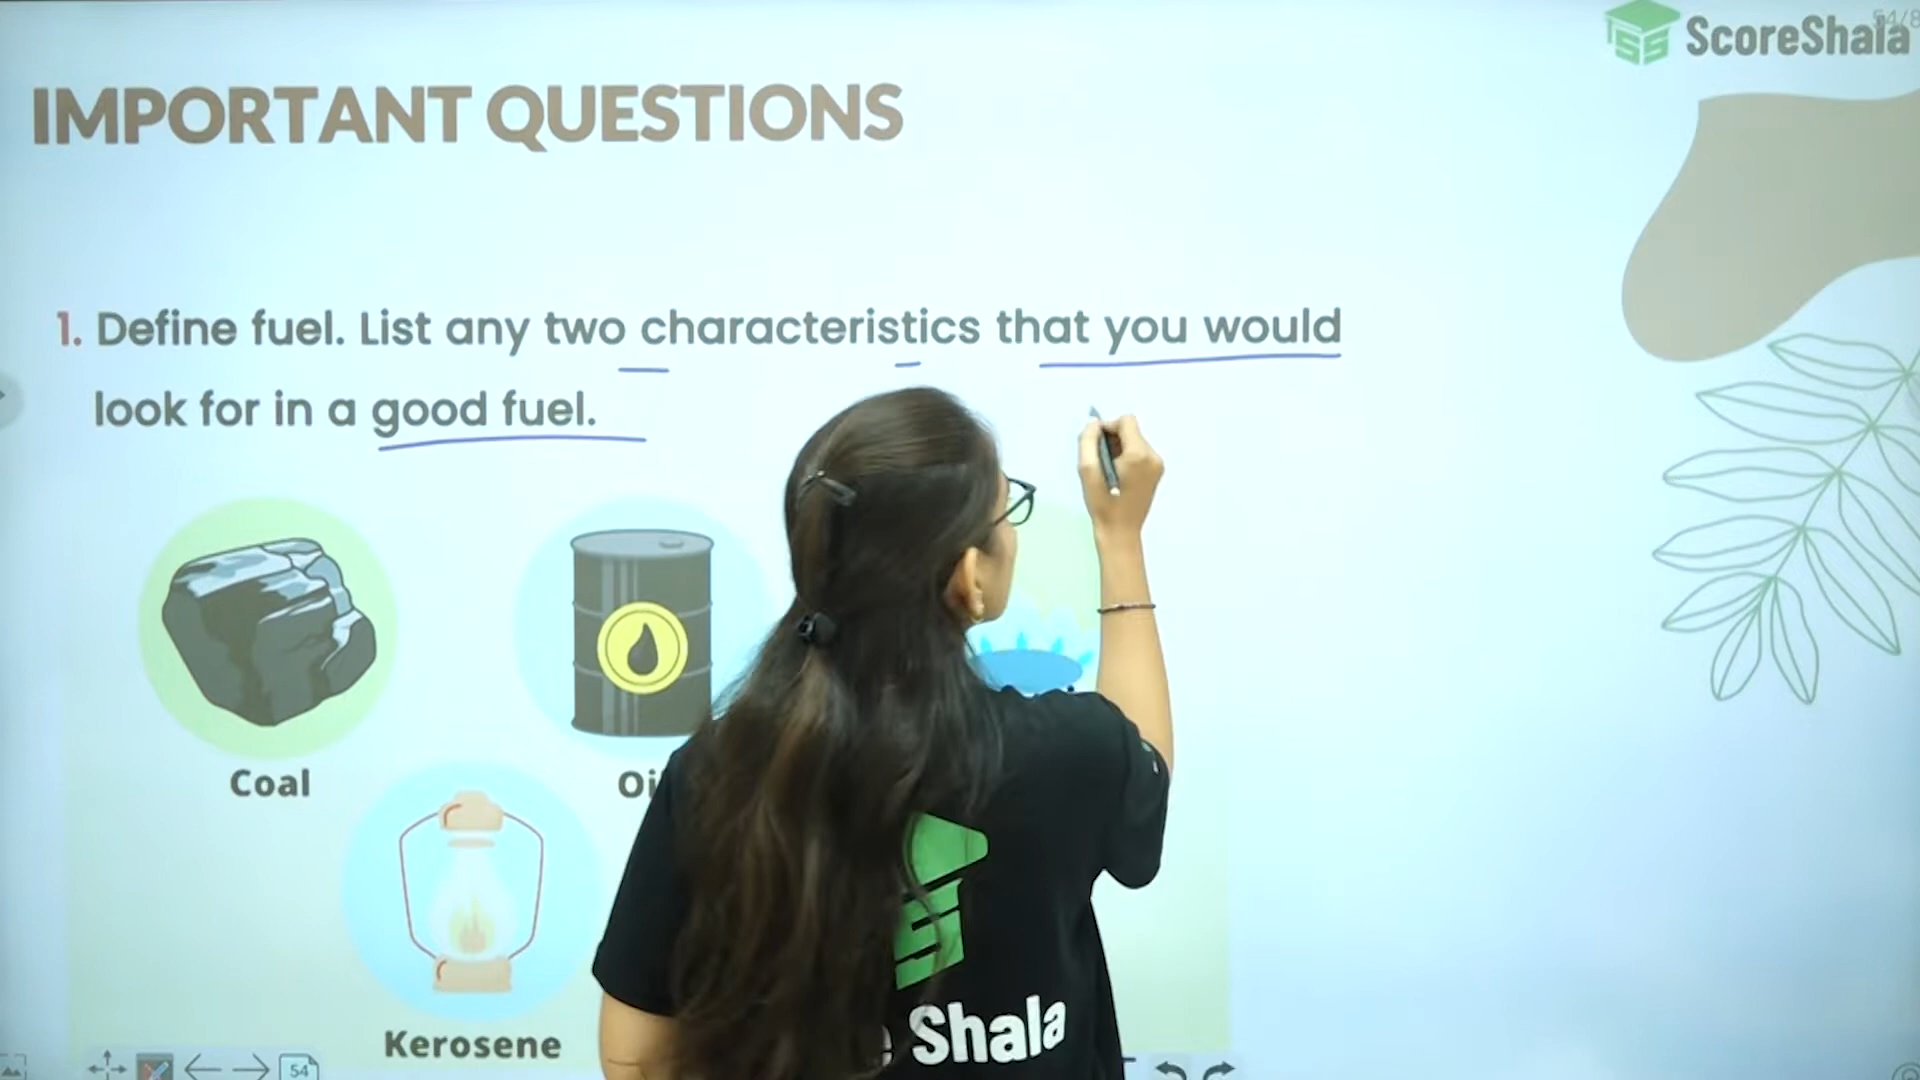 ScoreShala
IMPORTANT QUESTIONS
1. Define fuel. List any two characteristics that you would
look for in a good fuel.
Coal
Kerosene
Shala
54